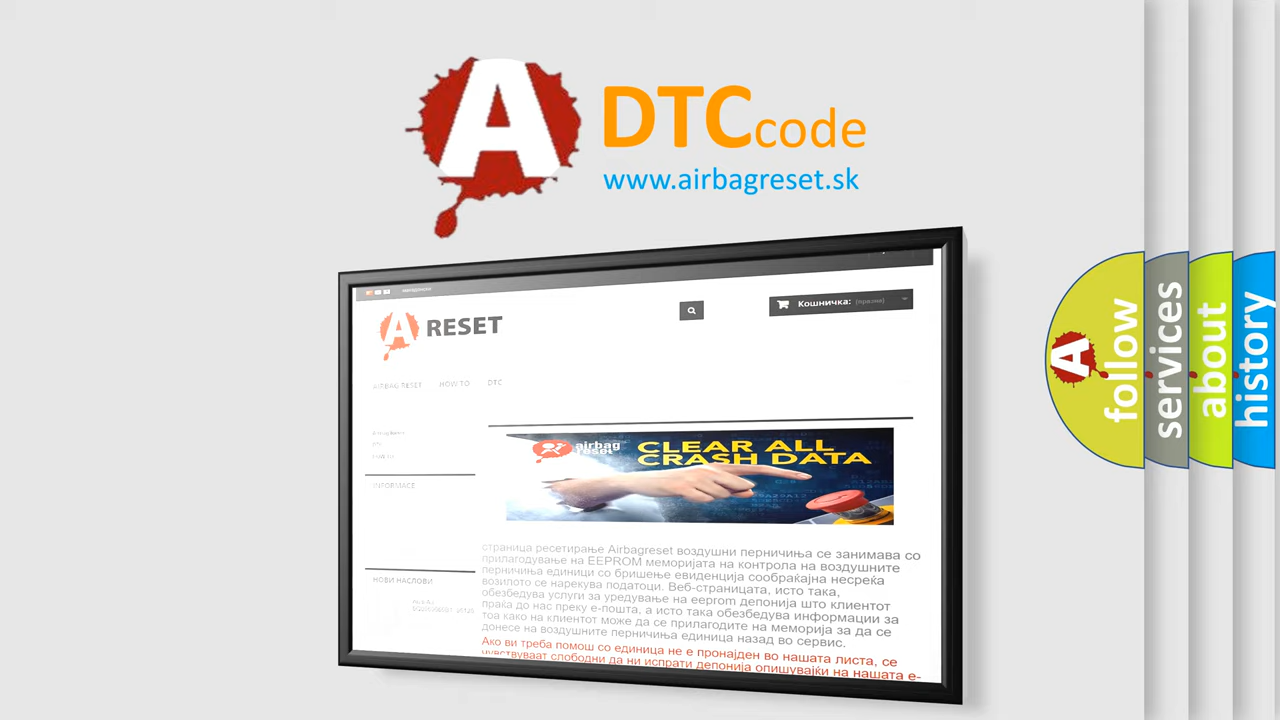 A
DTCcode
www.airbagreset.sk
A RESET
Кошничка: (празни)
AIRBAG RESET HOW TO DTC
airbag
reset
CLEAR ALL
CRASH DATA
INFORMACE
НОВИ НАСЛОВИ
страница ресетирање Airbagreset воздушни перничиња се занимава со
прилагодување на EEPROM меморијата на контрола на воздушните
перничиња единици со бришење евиденција сообраќајна несреќа
возилото се нарекува податоци. Веб-страницата, исто така,
обезбедува услуги за уредување на eeprom депонија што клиентот
праќа до нас преку е-пошта, а исто така обезбедува информации за
тоа како на клиентот може да се прилагодите на меморија за да се
донесе на воздушните перничиња единица назад во сервис.
Ако ви треба помош со единица не е пронајден во нашата листа, се
чувствуваат слободни да ни испрати депонија опишувајќи на нашата е-
A
follow
services
about
history